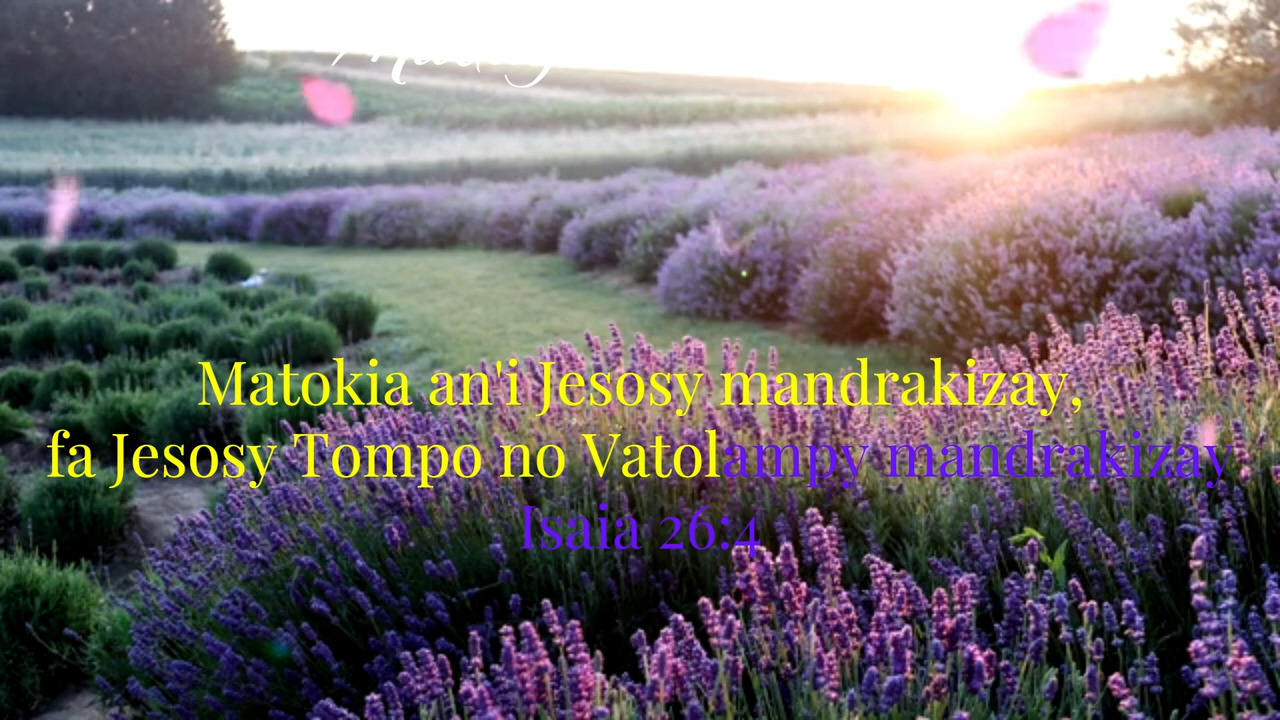 Matokia an'i Jesosy mandrakizay,
fa Jesosy Tompo no Vatolampy mandrakizay
Isaia 26:4